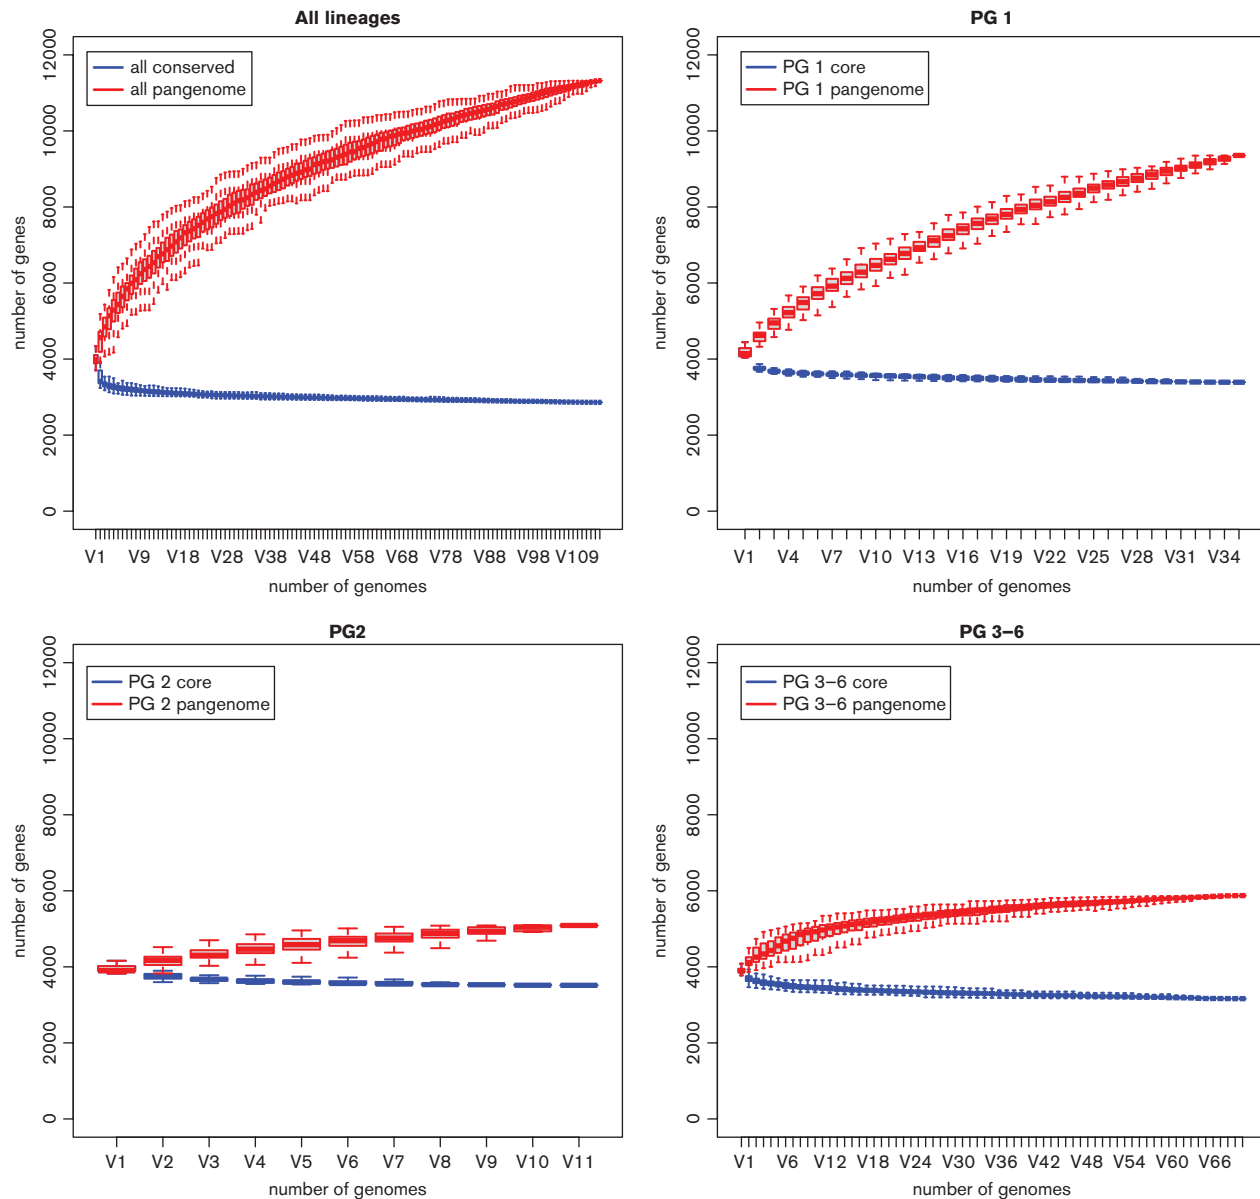 All lineages
all conserved
all pangenome
number of genes
0 2000 4000 6000 8000 10000 12000
V1 V9 V18 V28 V38 V48 V58 V68 V78 V88 V98 V109
number of genomes
PG 1
PG 1 core
PG 1 pangenome
number of genes
0 2000 4000 6000 8000 10000 12000
V1 V4 V7 V10 V13 V16 V19 V22 V25 V28 V31 V34
number of genomes
PG2
PG 2 core
PG 2 pangenome
number of genes
0 2000 4000 6000 8000 10000 12000
V1 V2 V3 V4 V5 V6 V7 V8 V9 V10 V11
number of genomes
PG 3–6
PG 3–6 core
PG 3–6 pangenome
number of genes
0 2000 4000 6000 8000 10000 12000
V1 V6 V12 V18 V24 V30 V36 V42 V48 V54 V60 V66
number of genomes